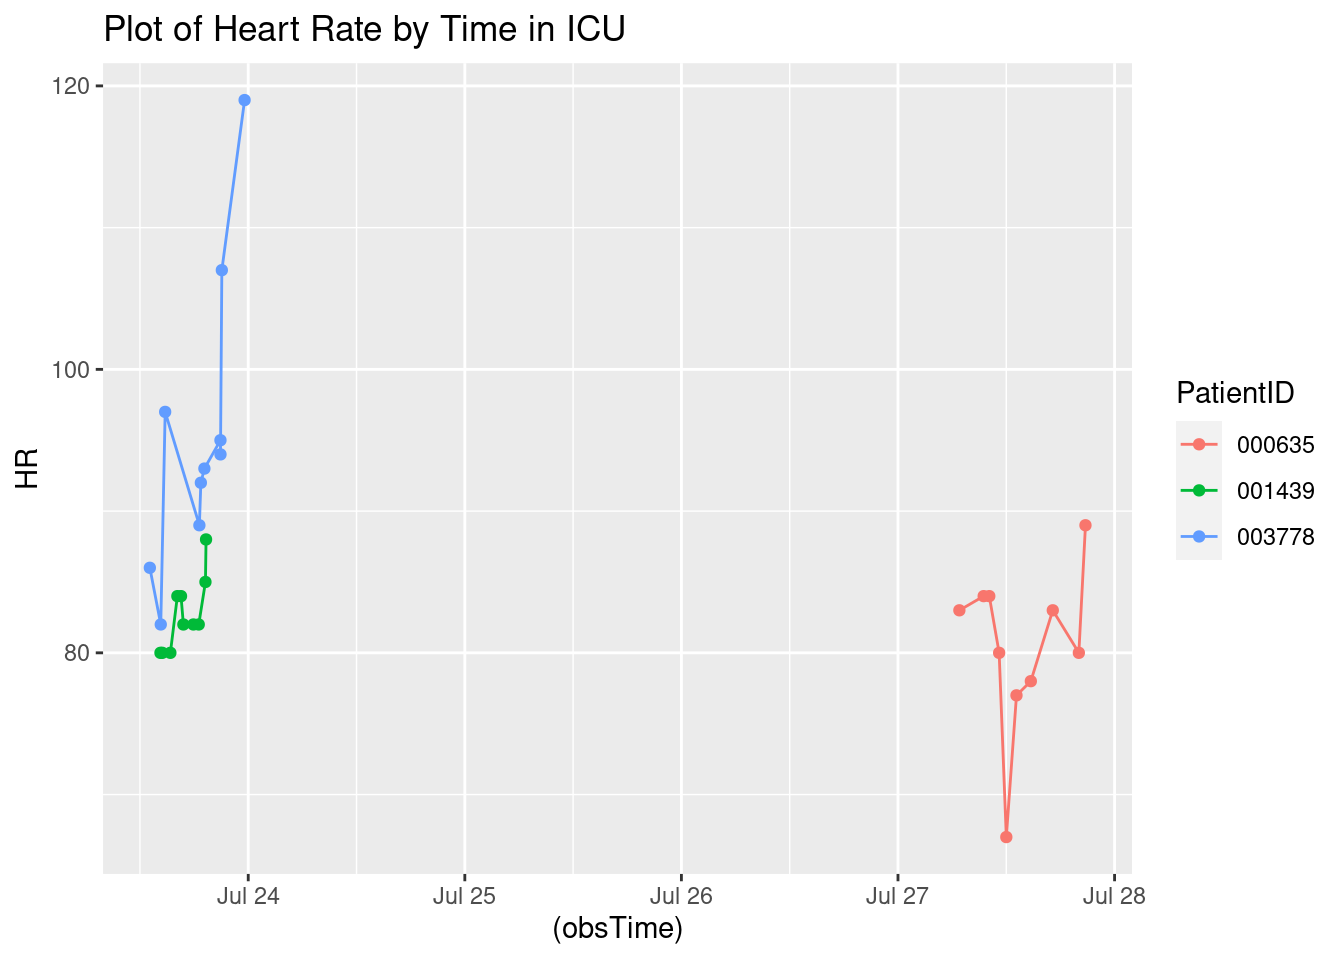 Plot of Heart Rate by Time in ICU
120
100
80
HR
Jul 24
Jul 25
Jul 26
Jul 27
Jul 28
(obsTime)
PatientID
000635
001439
003778